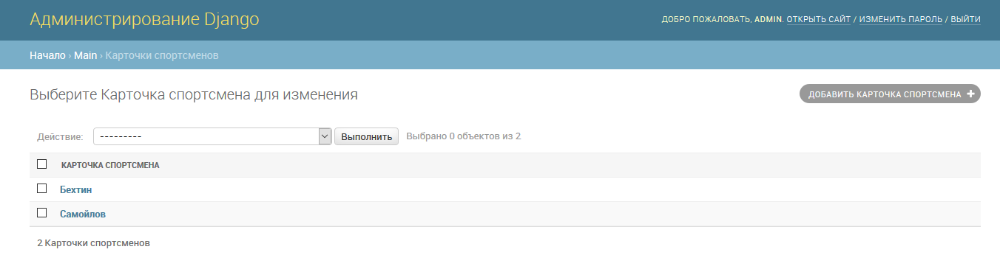 Администрирование Django
ДОБРО ПОЖАЛОВАТЬ, ADMIN. ОТКРЫТЬ САЙТ / ИЗМЕНИТЬ ПАРОЛЬ / ВЫЙТИ
Начало › Main › Карточки спортсменов
Выберите Карточка спортсмена для изменения
ДОБАВИТЬ КАРТОЧКА СПОРТСМЕНА +
Действие: --------- Выполнить Выбрано 0 объектов из 2
КАРТОЧКА СПОРТСМЕНА
Бехтин
Самойлов
2 Карточки спортсменов